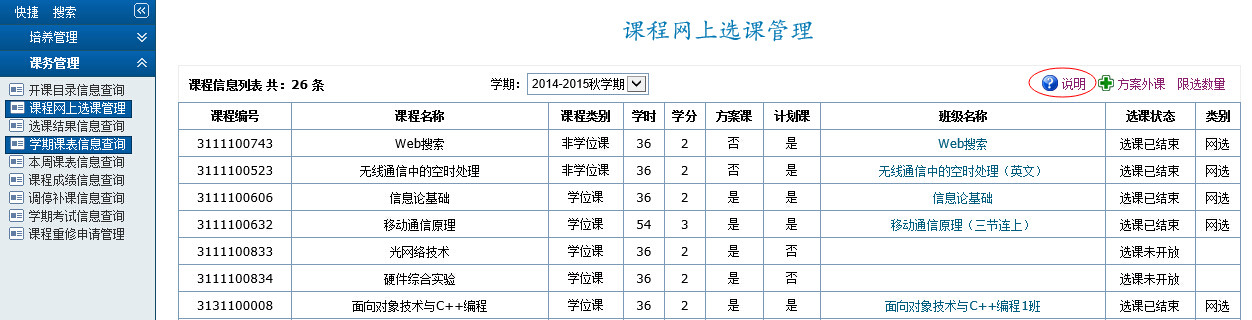 快捷 搜索
培养管理
课务管理
开课目录信息查询
课程网上选课管理
选课结果信息查询
学期课表信息查询
本周课表信息查询
课程成绩信息查询
调停补课信息查询
学期考试信息查询
课程重修申请管理
课程网上选课管理
课程信息列表 共：26 条 学期： 2014-2015秋学期 说明 方案外课 限选数量
课程编号 课程名称 课程类别 学时 学分 方案课 计划课 班级名称 选课状态 类别
3111100743 Web搜索 非学位课 36 2 否 是 Web搜索 选课已结束 网选
3111100523 无线通信中的空时处理 非学位课 36 2 否 是 无线通信中的空时处理（英文） 选课已结束 网选
3111100606 信息论基础 学位课 36 2 是 是 信息论基础 选课已结束 网选
3111100632 移动通信原理 学位课 54 3 是 是 移动通信原理（三节连上） 选课已结束 网选
3111100833 光网络技术 学位课 36 2 是 否 选课未开放
3111100834 硬件综合实验 学位课 36 2 是 否 选课未开放
3131100008 面向对象技术与C++编程 学位课 36 2 是 是 面向对象技术与C++编程1班 选课已结束 网选